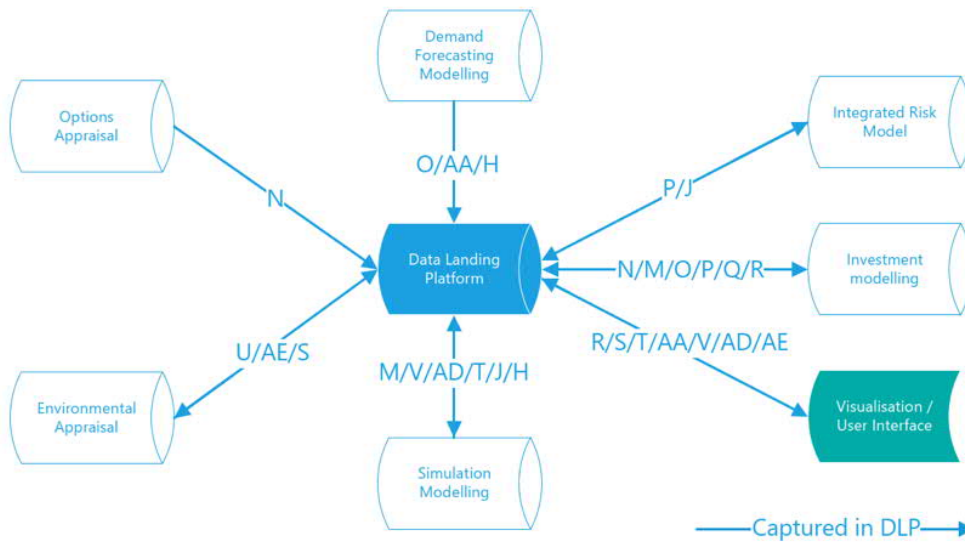 Demand
Forecasting
Modelling
Options
Appraisal
Integrated Risk
Model
O/AA/H
P/J
N
Data Landing
Platform
N/M/O/P/Q/R
Investment
modelling
U/AE/S
M/V/AD/T/J/H
R/S/T/AA/V/AD/AE
Environmental
Appraisal
Visualisation /
User Interface
Simulation
Modelling
Captured in DLP